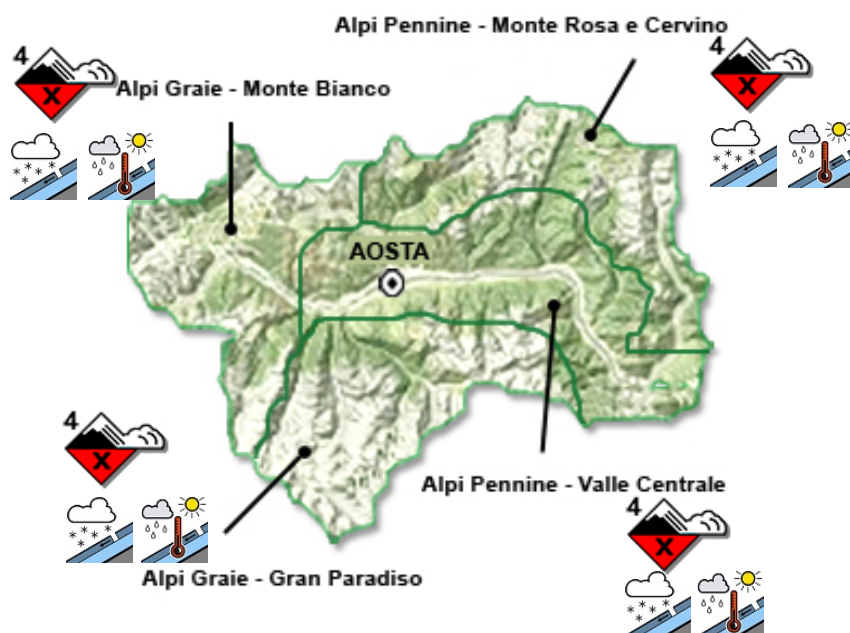 Alpi Pennine - Monte Rosa e Cervino
4
X
4
X
Alpi Graie - Monte Bianco
AOSTA
4
X
Alpi Pennine - Valle Centrale
4
X
Alpi Graie - Gran Paradiso